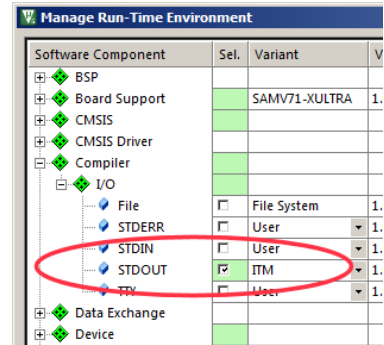 Manage Run-Time Environment
Software Component Sel. Variant V
BSP
Board Support SAMV71-XULTRA 1.
CMSIS
CMSIS Driver
Compiler
I/O
File File System 1.
STDERR User 1.
STDIN User 1.
STDOUT ITM 1.
TTY User 1.
Data Exchange
Device